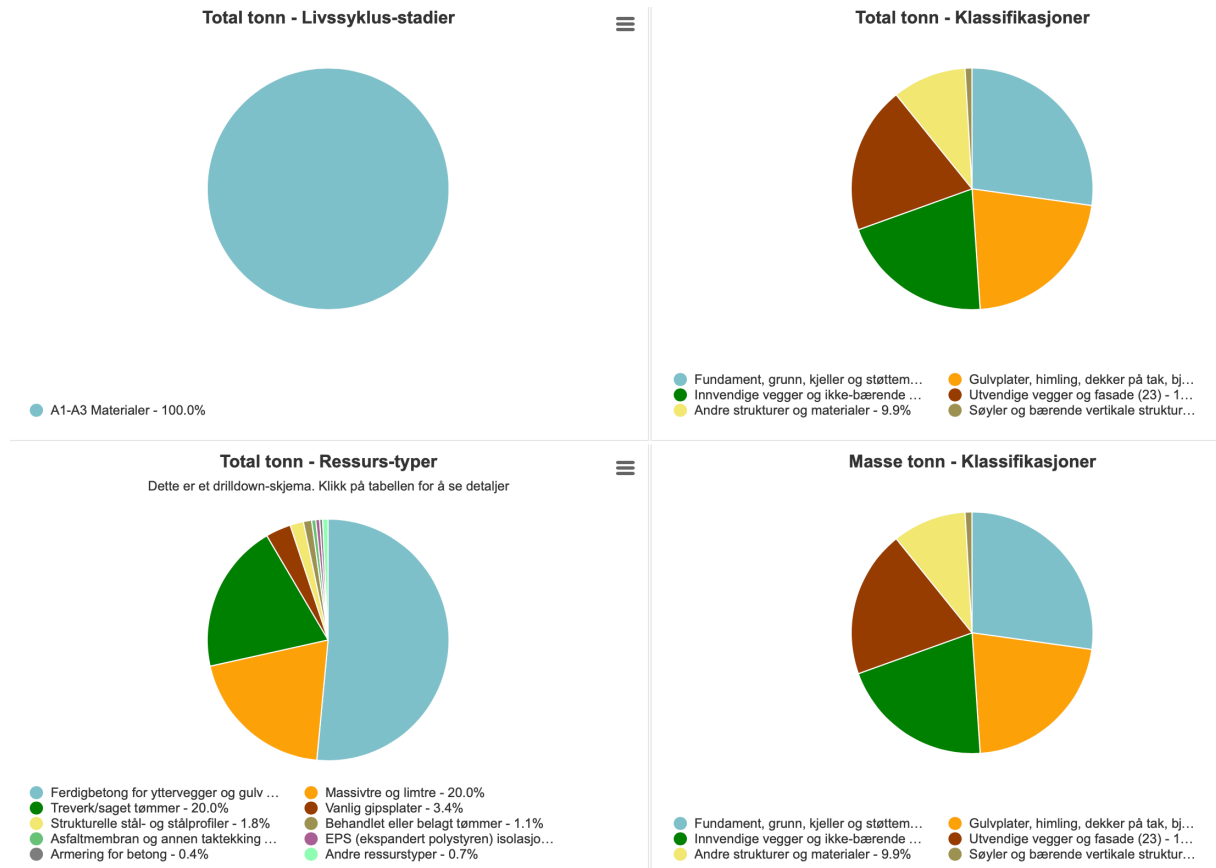 Total tonn - Livssyklus-stadier
A1-A3 Materialer - 100.0%
Total tonn - Klassifikasjoner
Fundament, grunn, kjeller og støttem…
Gulvplater, himling, dekker på tak, bj…
Innvendige vegger og ikke-bærende …
Utvendige vegger og fasade (23) - 1…
Andre strukturer og materialer - 9.9%
Søyler og bærende vertikale struktur…
Total tonn - Ressurs-typer
Dette er et drilldown-skjema. Klikk på tabellen for å se detaljer
Ferdigbetong for yttervegger og gulv …
Massivtre og limtre - 20.0%
Treverk/saget tømmer - 20.0%
Vanlig gipsplater - 3.4%
Strukturelle stål- og stålprofiler - 1.8%
Behandlet eller belagt tømmer - 1.1%
Asfaltmembran og annen taktekking …
EPS (ekspandert polystyren) isolasjo…
Armering for betong - 0.4%
Andre ressurstyper - 0.7%
Masse tonn - Klassifikasjoner
Fundament, grunn, kjeller og støttem…
Gulvplater, himling, dekker på tak, bj…
Innvendige vegger og ikke-bærende …
Utvendige vegger og fasade (23) - 1…
Andre strukturer og materialer - 9.9%
Søyler og bærende vertikale struktur…